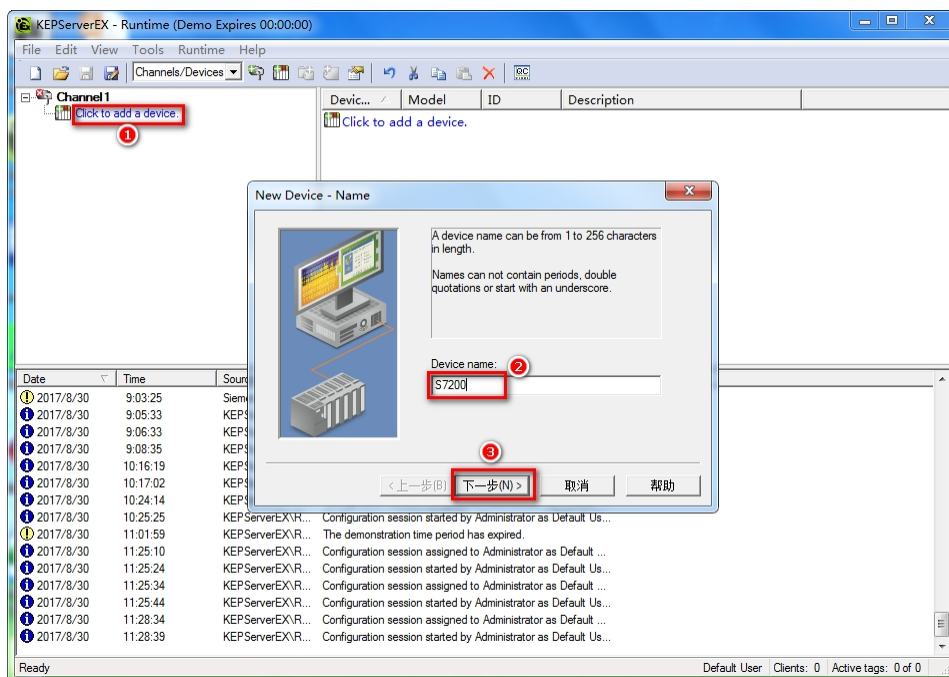 KEPServerEX - Runtime (Demo Expires 00:00:00)
File Edit View Tools Runtime Help
Channels/Devices
Channel1
Click to add a device.
1
Devic... Model ID Description
Click to add a device.
New Device - Name
A device name can be from 1 to 256 characters
in length.
Names can not contain periods, double
quotations or start with an underscore.
Device name:
2
S7200
3
<上一步(B) 下一步(N) > 取消 帮助
Date Time
2017/8/30 9:03:25
2017/8/30 9:05:33
2017/8/30 9:06:33
2017/8/30 9:08:35
2017/8/30 10:16:19
2017/8/30 10:17:02
2017/8/30 10:24:14
2017/8/30 10:25:25 KEPServerEX\R... Configuration session started by Administrator as Default Us...
2017/8/30 11:01:59 KEPServerEX\R... The demonstration time period has expired.
2017/8/30 11:25:10 KEPServerEX\R... Configuration session assigned to Administrator as Default ...
2017/8/30 11:25:24 KEPServerEX\R... Configuration session started by Administrator as Default Us...
2017/8/30 11:25:34 KEPServerEX\R... Configuration session assigned to Administrator as Default ...
2017/8/30 11:25:44 KEPServerEX\R... Configuration session started by Administrator as Default Us...
2017/8/30 11:28:34 KEPServerEX\R... Configuration session assigned to Administrator as Default ...
2017/8/30 11:28:39 KEPServerEX\R... Configuration session started by Administrator as Default Us...
Ready Default User Clients: 0 Active tags: 0 of 0